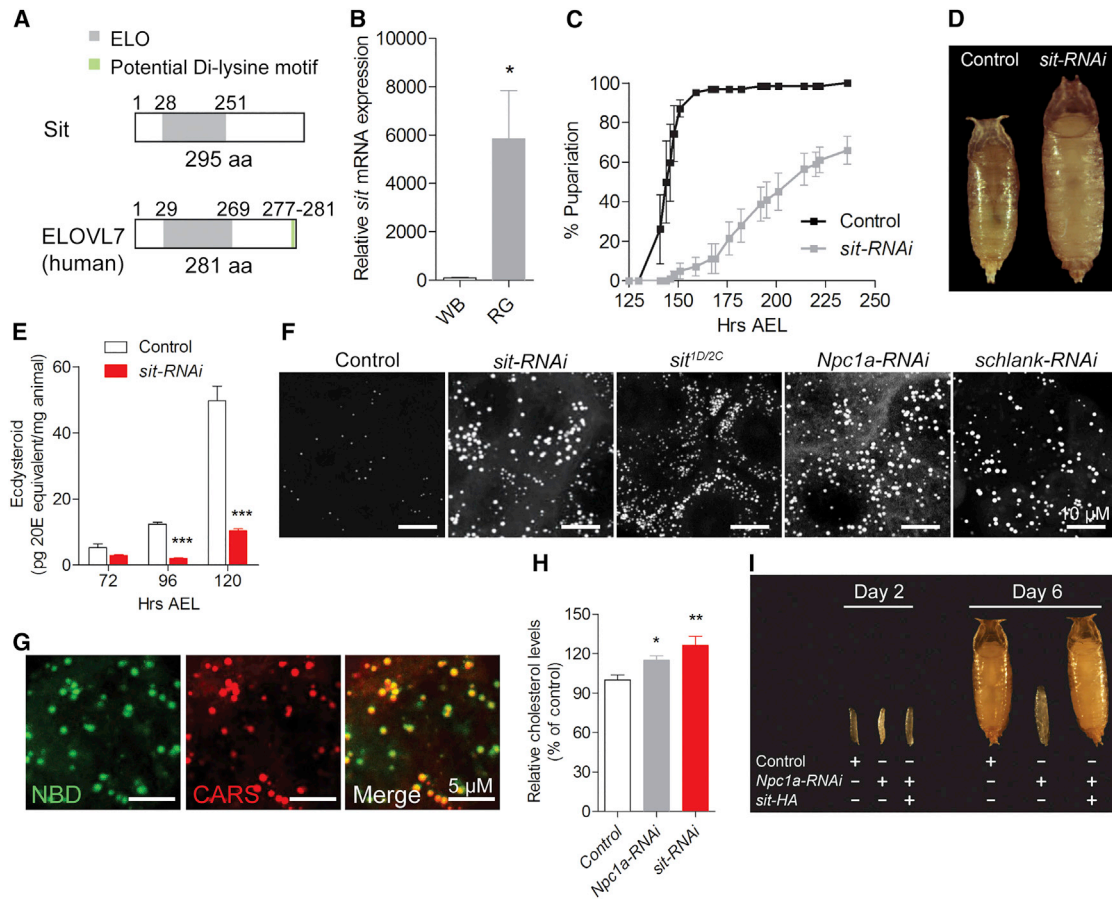 A
ELO
Potential Di-lysine motif
1 28 251
Sit
295 aa
1 29 269 277-281
ELOVL7
(human)
281 aa
B
Relative sit mRNA expression
10000
8000
6000
4000
2000
0
*
WB RG
C
% Pupariation
100
80
60
40
20
0
Control
sit-RNAi
125 150 175 200 225 250
Hrs AEL
D
Control sit-RNAi
E
Control
sit-RNAi
Ecdysteroid
(pg 20E equivalent/mg animal)
60
40
20
0
*** ***
72 96 120
Hrs AEL
F
Control sit-RNAi sit1D/2C Npc1a-RNAi schlank-RNAi
10 µM
G
NBD CARS Merge 5 µM
H
Relative cholesterol levels
(% of control)
150
120
90
60
30
0
* **
Control Npc1a-RNAi sit-RNAi
I
Day 2 Day 6
Control + − − + − −
Npc1a-RNAi − + + − + +
sit-HA − − + − − +